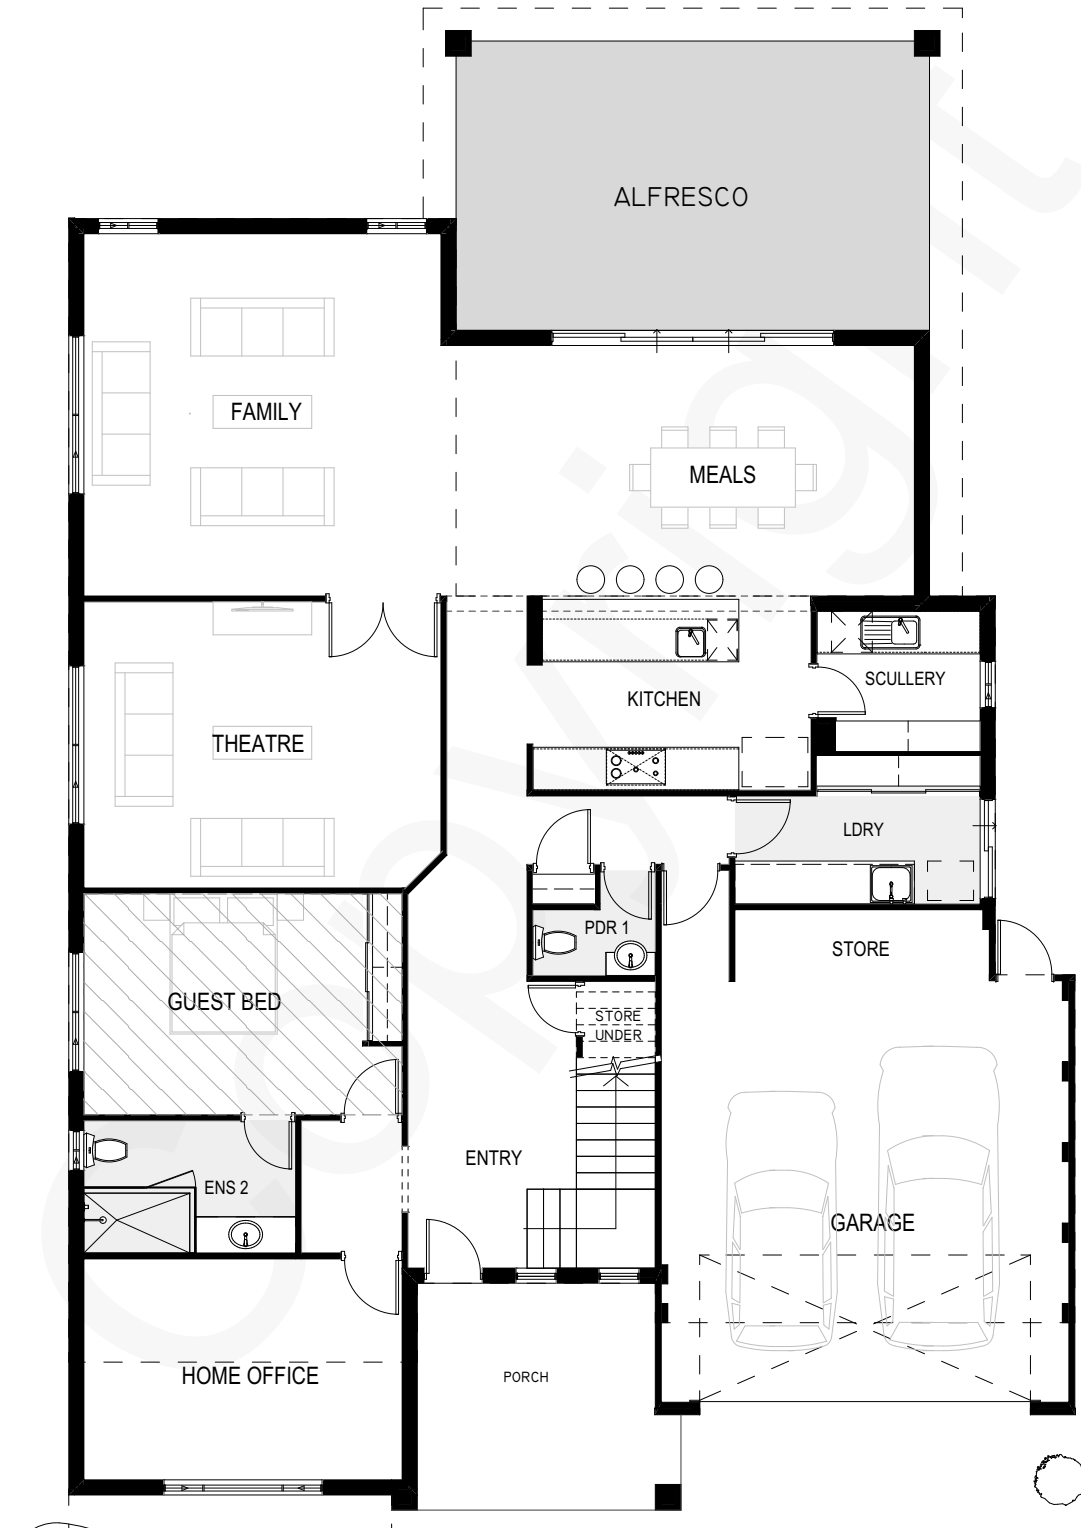 ALFRESCO
FAMILY
MEALS
KITCHEN
SCULLERY
THEATRE
LDRY
PDR 1
STORE
GUEST BED
STORE
UNDER
ENTRY
ENS 2
GARAGE
HOME OFFICE
PORCH
Copyright